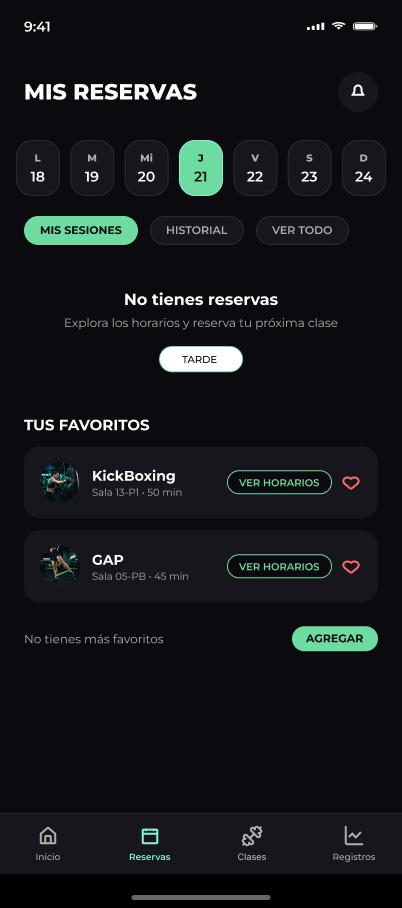 9:41
MIS RESERVAS
L M Mi J V S D
18 19 20 21 22 23 24
MIS SESIONES HISTORIAL VER TODO
No tienes reservas
Explora los horarios y reserva tu próxima clase
TARDE
TUS FAVORITOS
KickBoxing
Sala 13-P1 • 50 min
VER HORARIOS
GAP
Sala 05-PB • 45 min
VER HORARIOS
No tienes más favoritos
AGREGAR
Inicio Reservas Clases Registros